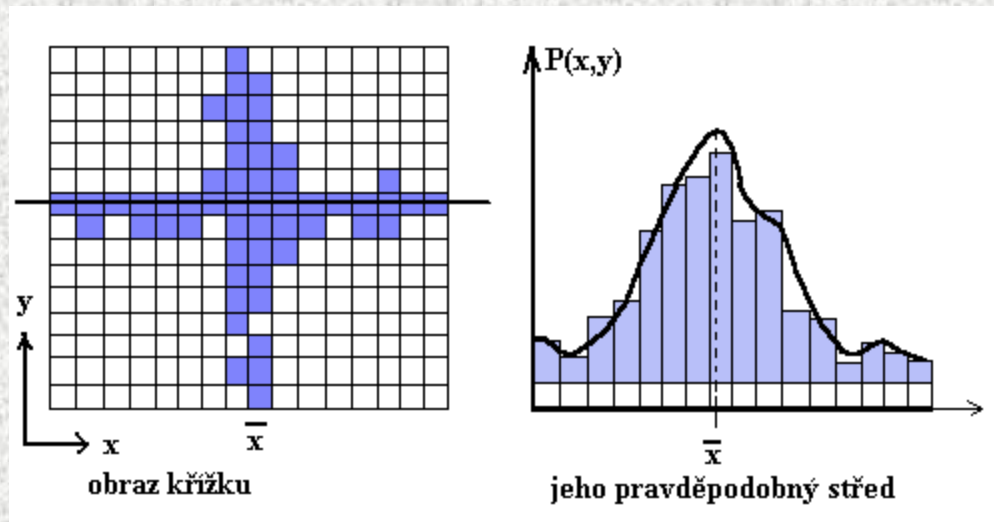 P(x,y)
y
x
x̅
obraz křížku
x̅
jeho pravděpodobný střed